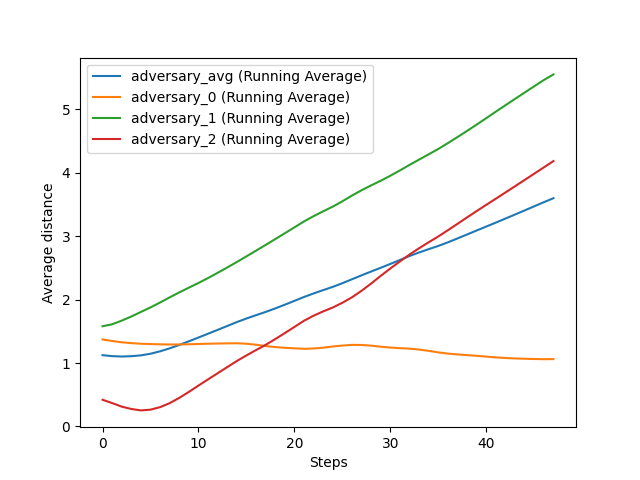 adversary_avg (Running Average)
adversary_0 (Running Average)
adversary_1 (Running Average)
adversary_2 (Running Average)
Average distance
5
4
3
2
1
0
0 10 20 30 40
Steps